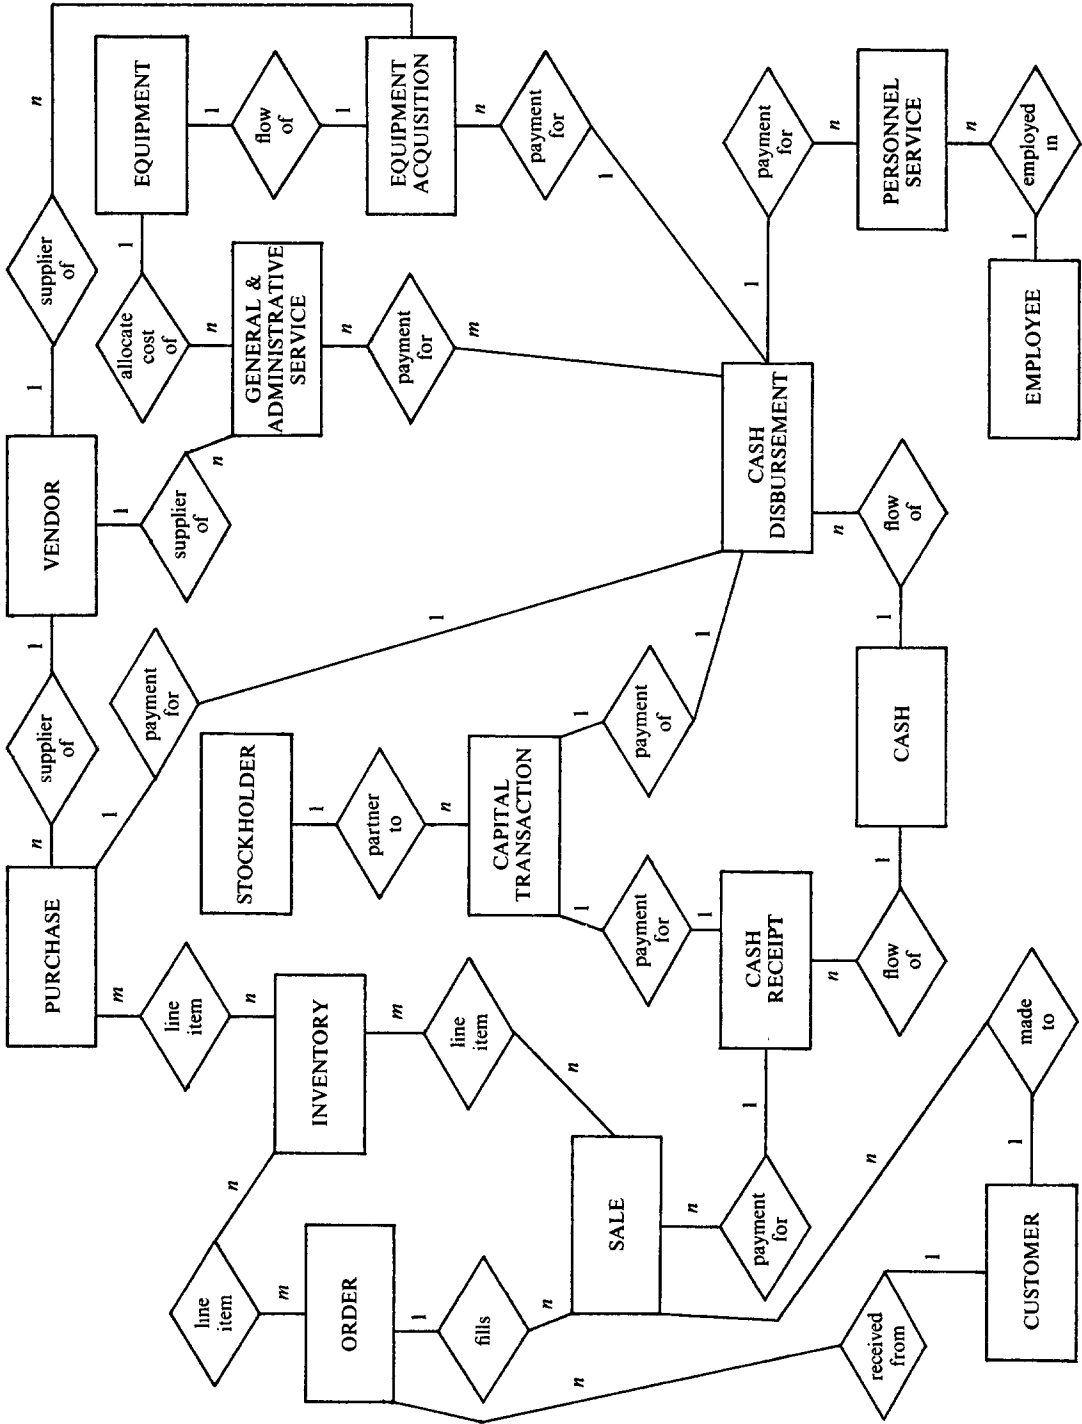 n
1
1
n
PURCHASE
supplier
of
VENDOR
supplier
of
m
1
1
1
payment
for
allocate
cost
of
EQUIPMENT
line
item
supplier
of
line
item
n
n
n
n
1
STOCKHOLDER
GENERAL &
ADMINISTRATIVE
SERVICE
flow
of
m
1
n
1
ORDER
INVENTORY
partner
to
payment
for
EQUIPMENT
ACQUISITION
1
m
n
1
m
n
fills
line
item
CAPITAL
TRANSACTION
payment
for
n
n
n
1
1
1
SALE
payment
for
payment
of
n
1
1
1
1
payment
for
CASH
RECEIPT
CASH
DISBURSEMENT
payment
for
n
n
n
n
1
1
received
from
flow
of
CASH
flow
of
PERSONNEL
SERVICE
1
n
1
1
CUSTOMER
made
to
EMPLOYEE
employed
in